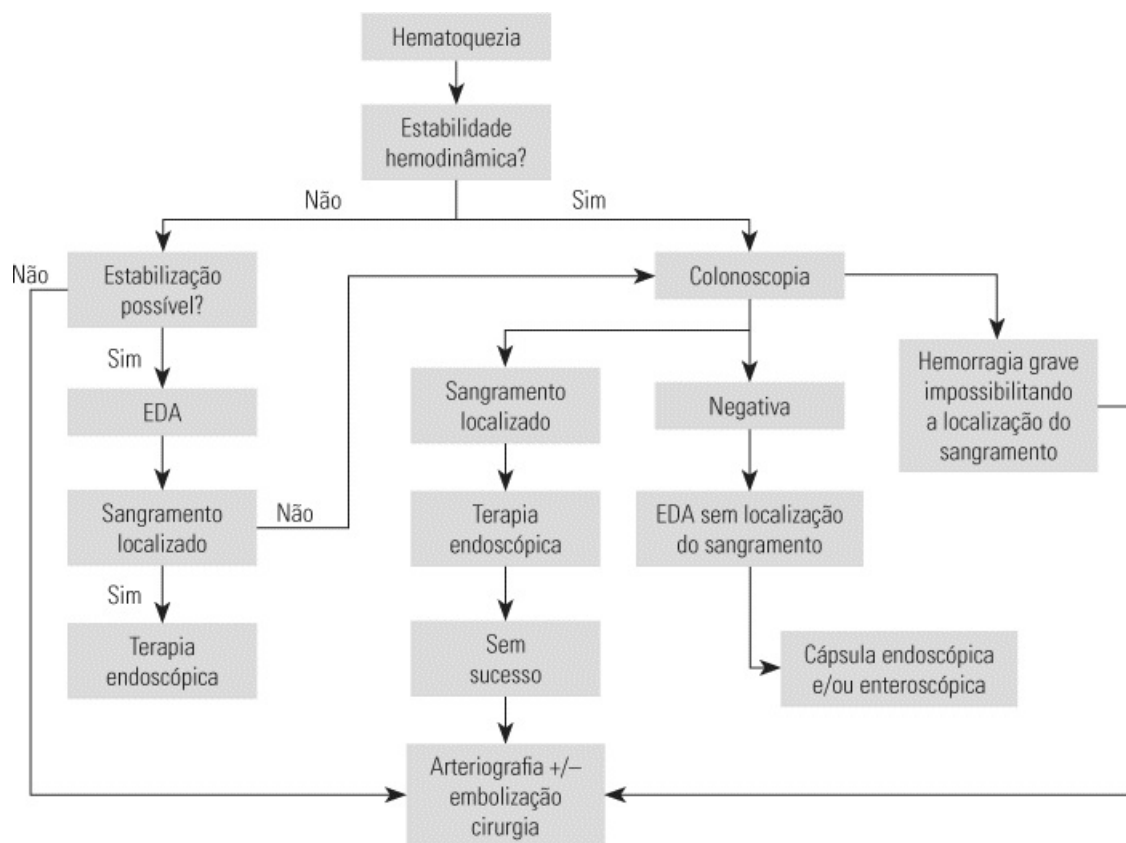 Hematoquezia
Estabilidade
hemodinâmica?
Não
Sim
Não
Estabilização
possível?
Colonoscopia
Sim
Hemorragia grave
impossibilitando
a localização do
sangramento
Sangramento
localizado
Negativa
EDA
Sangramento
localizado
Não
Terapia
endoscópica
EDA sem localização
do sangramento
Sim
Terapia
endoscópica
Sem
sucesso
Cápsula endoscópica
e/ou enteroscópica
Arteriografia +/–
embolização
cirurgia